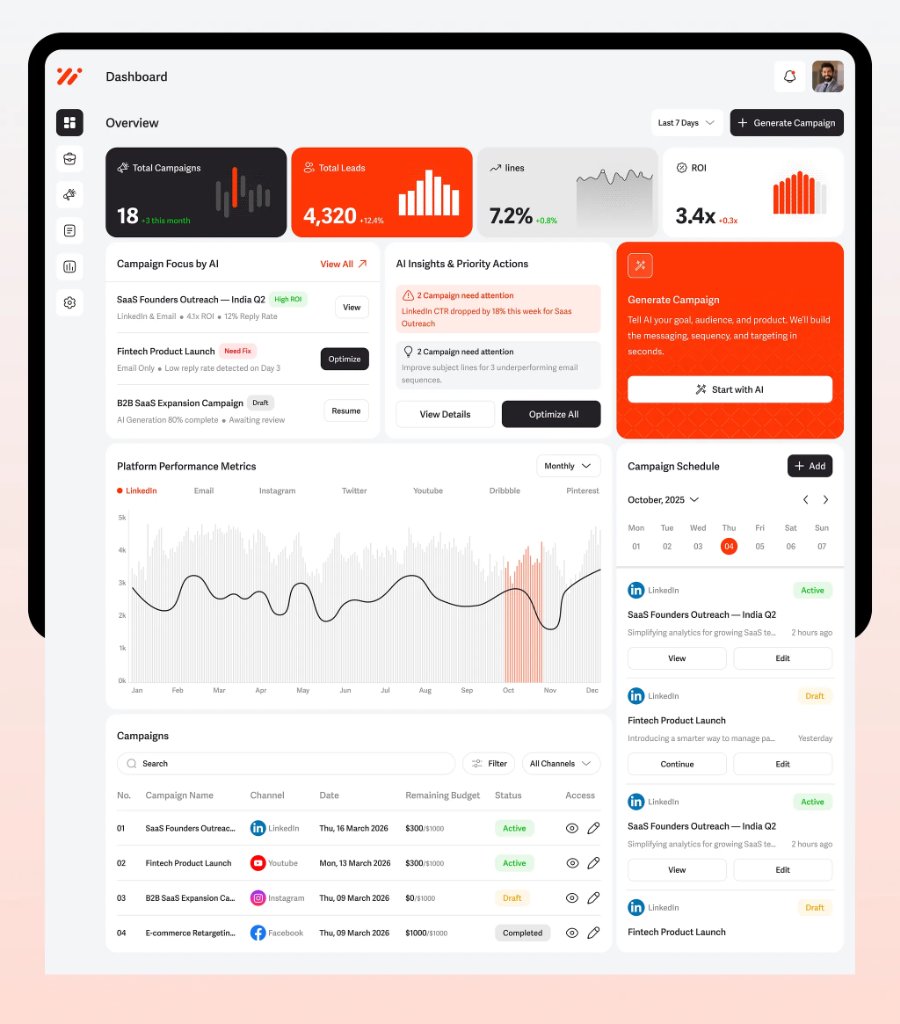 Dashboard
Overview
Last 7 Days
+ Generate Campaign
Total Campaigns
18 +3 this month
Total Leads
4,320 +12.4%
lines
7.2% +0.8%
ROI
3.4x +0.3x
Campaign Focus by AI
View All
SaaS Founders Outreach — India Q2 High ROI
LinkedIn & Email • 4.1x ROI • 12% Reply Rate
View
Fintech Product Launch Need Fix
Email Only • Low reply rate detected on Day 3
Optimize
B2B SaaS Expansion Campaign Draft
AI Generation 80% complete • Awaiting review
Resume
AI Insights & Priority Actions
2 Campaign need attention
LinkedIn CTR dropped by 18% this week for Saas
Outreach
2 Campaign need attention
Improve subject lines for 3 underperforming email
sequences.
View Details
Optimize All
Generate Campaign
Tell AI your goal, audience, and product. We'll build
the messaging, sequence, and targeting in
seconds.
Start with AI
Platform Performance Metrics
Monthly
LinkedIn Email Instagram Twitter Youtube Dribbble Pinterest
5k
4k
3k
2k
1k
0k
Jan Feb Mar Apr May Jun Jul Aug Sep Oct Nov Dec
Campaign Schedule
+ Add
October, 2025
Mon Tue Wed Thu Fri Sat Sun
01 02 03 04 05 06 07
LinkedIn Active
SaaS Founders Outreach — India Q2
Simplifying analytics for growing SaaS te... 2 hours ago
View Edit
LinkedIn Draft
Fintech Product Launch
Introducing a smarter way to manage pa... Yesterday
Continue Edit
LinkedIn Active
SaaS Founders Outreach — India Q2
Simplifying analytics for growing SaaS te... 2 hours ago
View Edit
LinkedIn Draft
Fintech Product Launch
Campaigns
Search
Filter
All Channels
No. Campaign Name Channel Date Remaining Budget Status Access
01 SaaS Founders Outreac... LinkedIn Thu, 16 March 2026 $300/$1000 Active
02 Fintech Product Launch Youtube Mon, 13 March 2026 $300/$1000 Active
03 B2B SaaS Expansion Ca... Instagram Thu, 09 March 2026 $0/$1000 Draft
04 E-commerce Retargetin... Facebook Thu, 09 March 2026 $1000/$1000 Completed